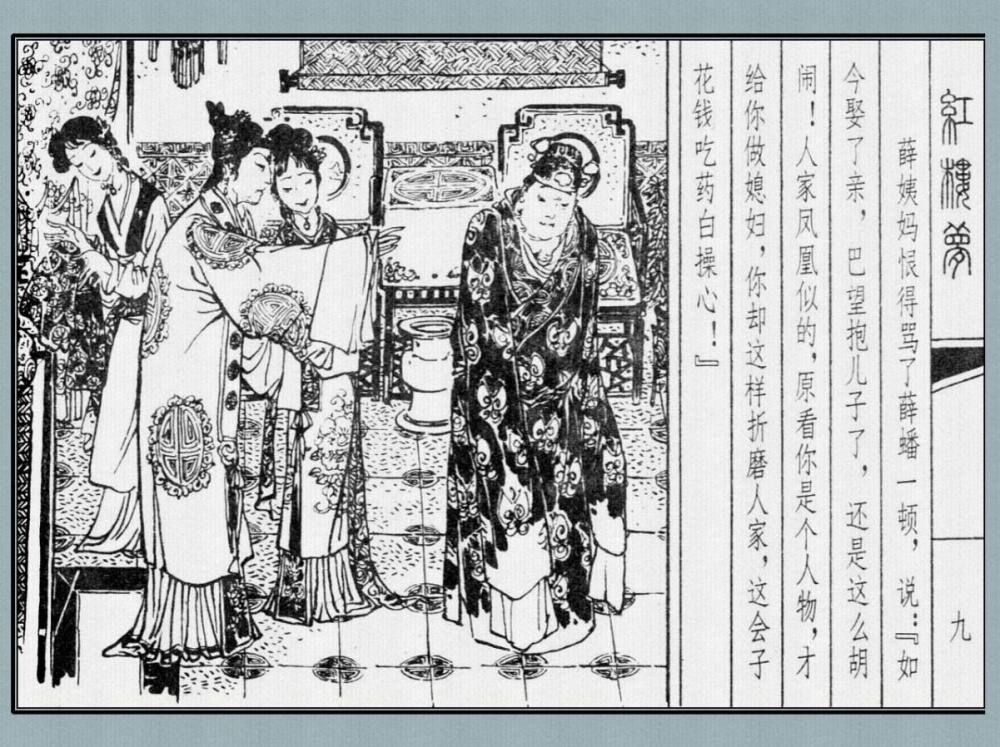 紅樓夢
九
薛姨妈恨得骂了薛蟠一顿，说：『如
今娶了亲，巴望抱儿子了，还是这么胡
闹！人家凤凰似的，原看你是个人物，才
给你做媳妇，你却这样折磨人家，这会子
花钱吃药白操心！』